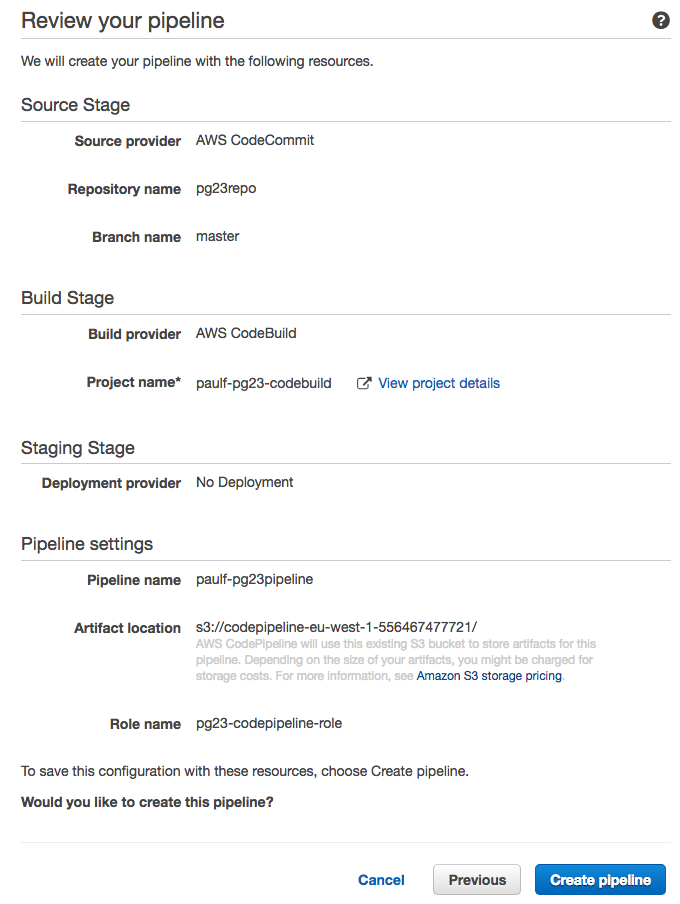 Review your pipeline
We will create your pipeline with the following resources.
Source Stage
Source provider AWS CodeCommit
Repository name pg23repo
Branch name master
Build Stage
Build provider AWS CodeBuild
Project name* paulf-pg23-codebuild View project details
Staging Stage
Deployment provider No Deployment
Pipeline settings
Pipeline name paulf-pg23pipeline
Artifact location s3://codepipeline-eu-west-1-556467477721/
AWS CodePipeline will use this existing S3 bucket to store artifacts for this
pipeline. Depending on the size of your artifacts, you might be charged for
storage costs. For more information, see Amazon S3 storage pricing.
Role name pg23-codepipeline-role
To save this configuration with these resources, choose Create pipeline.
Would you like to create this pipeline?
Cancel Previous Create pipeline